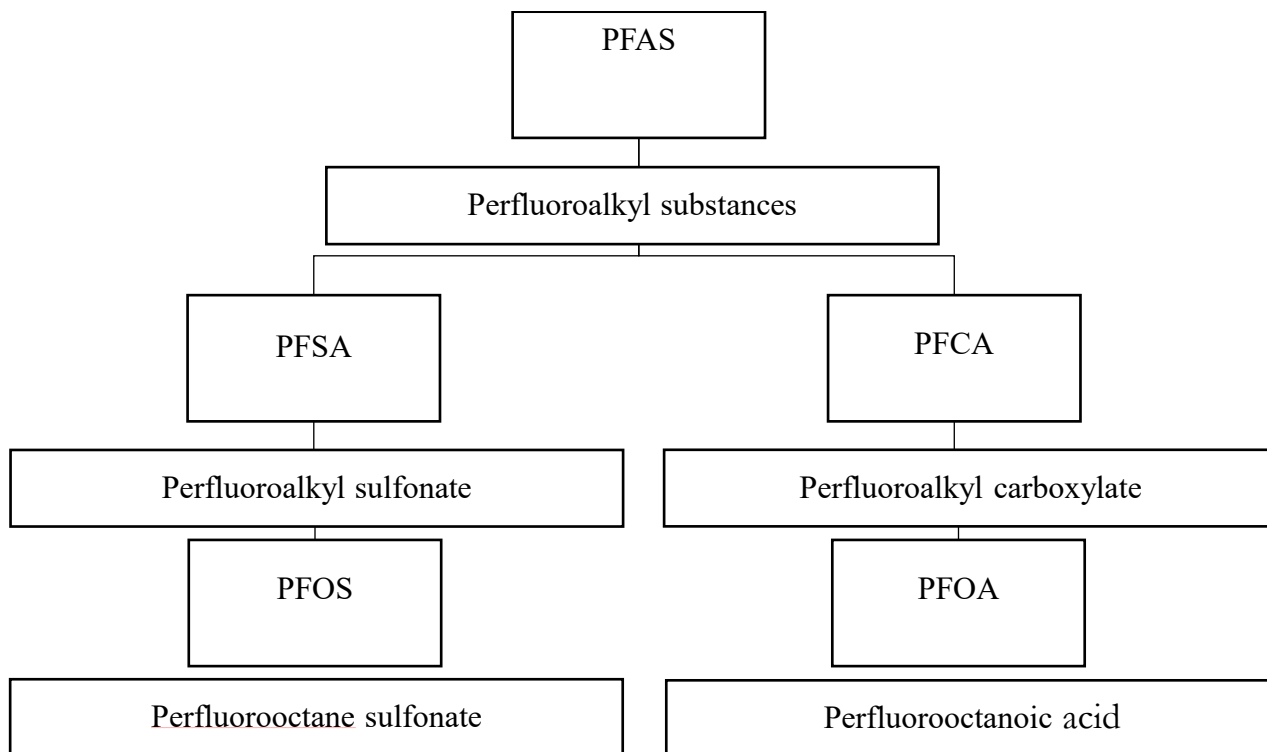 PFAS
Perfluoroalkyl substances
PFSA
PFCA
Perfluoroalkyl sulfonate
Perfluoroalkyl carboxylate
PFOS
PFOA
Perfluorooctane sulfonate
Perfluorooctanoic acid